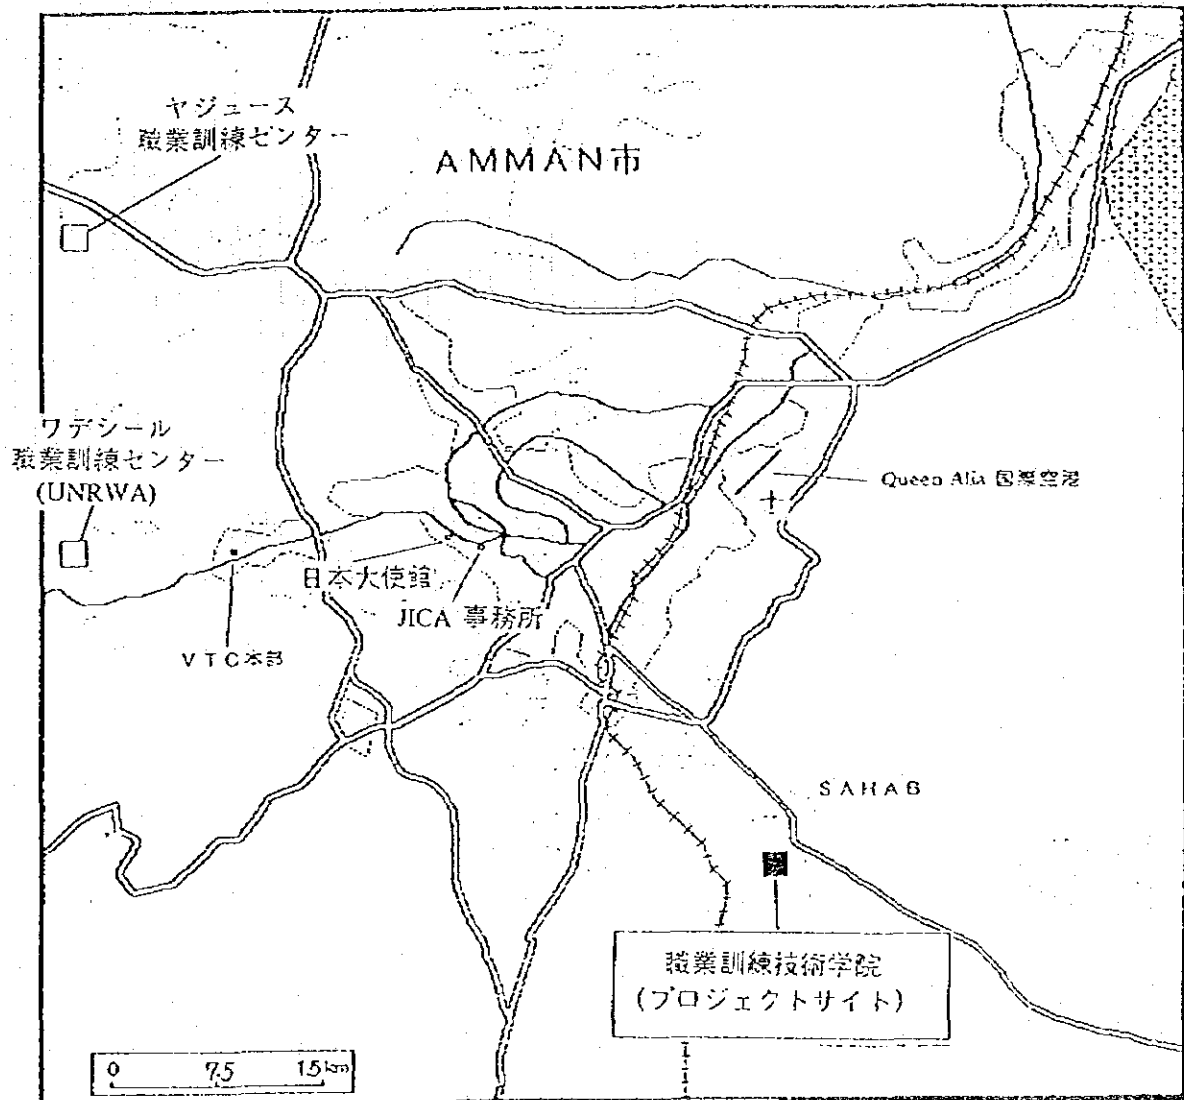 ヤジュース
職業訓練センター
AMMAN市
ワデシール
職業訓練センター
(UNRWA)
Queen Alia 国際空港
日本大使館
JICA 事務所
VTC本部
SAHAB
職業訓練技術学院
(プロジェクトサイト)
0 7.5 15km